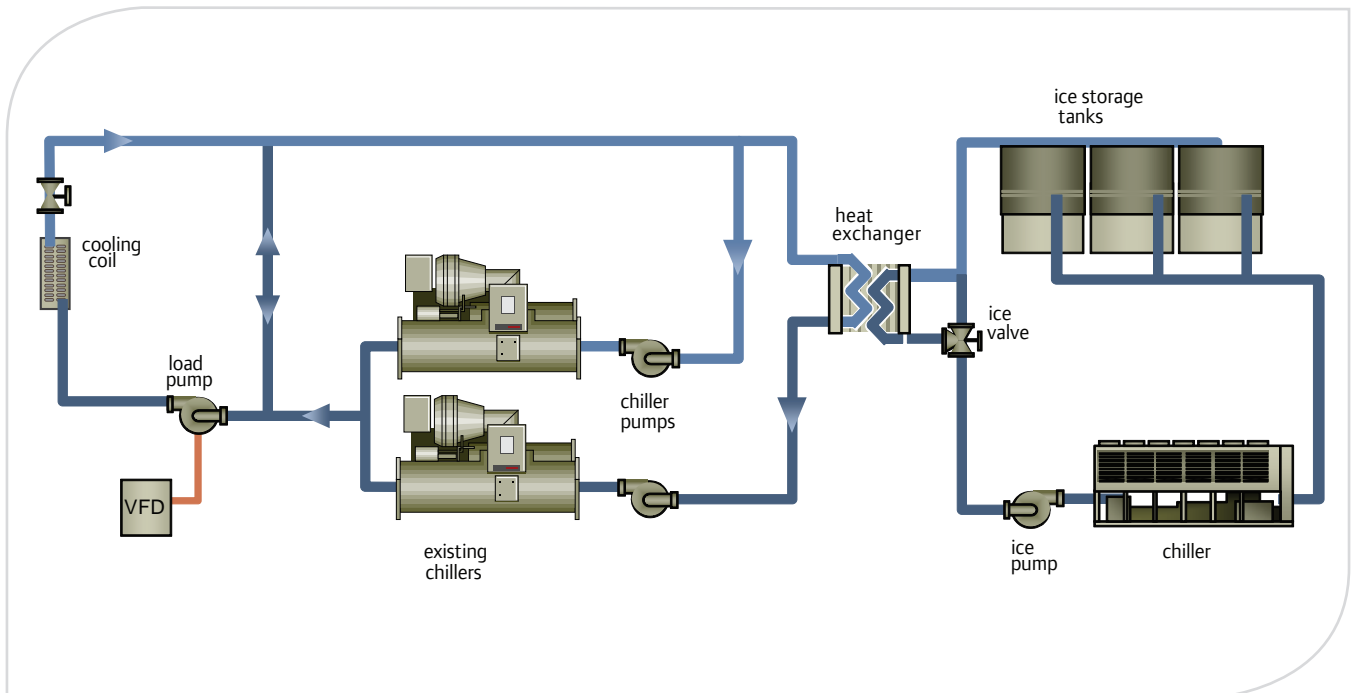 ice storage
tanks
cooling
coil
heat
exchanger
ice
valve
load
pump
chiller
pumps
VFD
existing
chillers
ice
pump
chiller